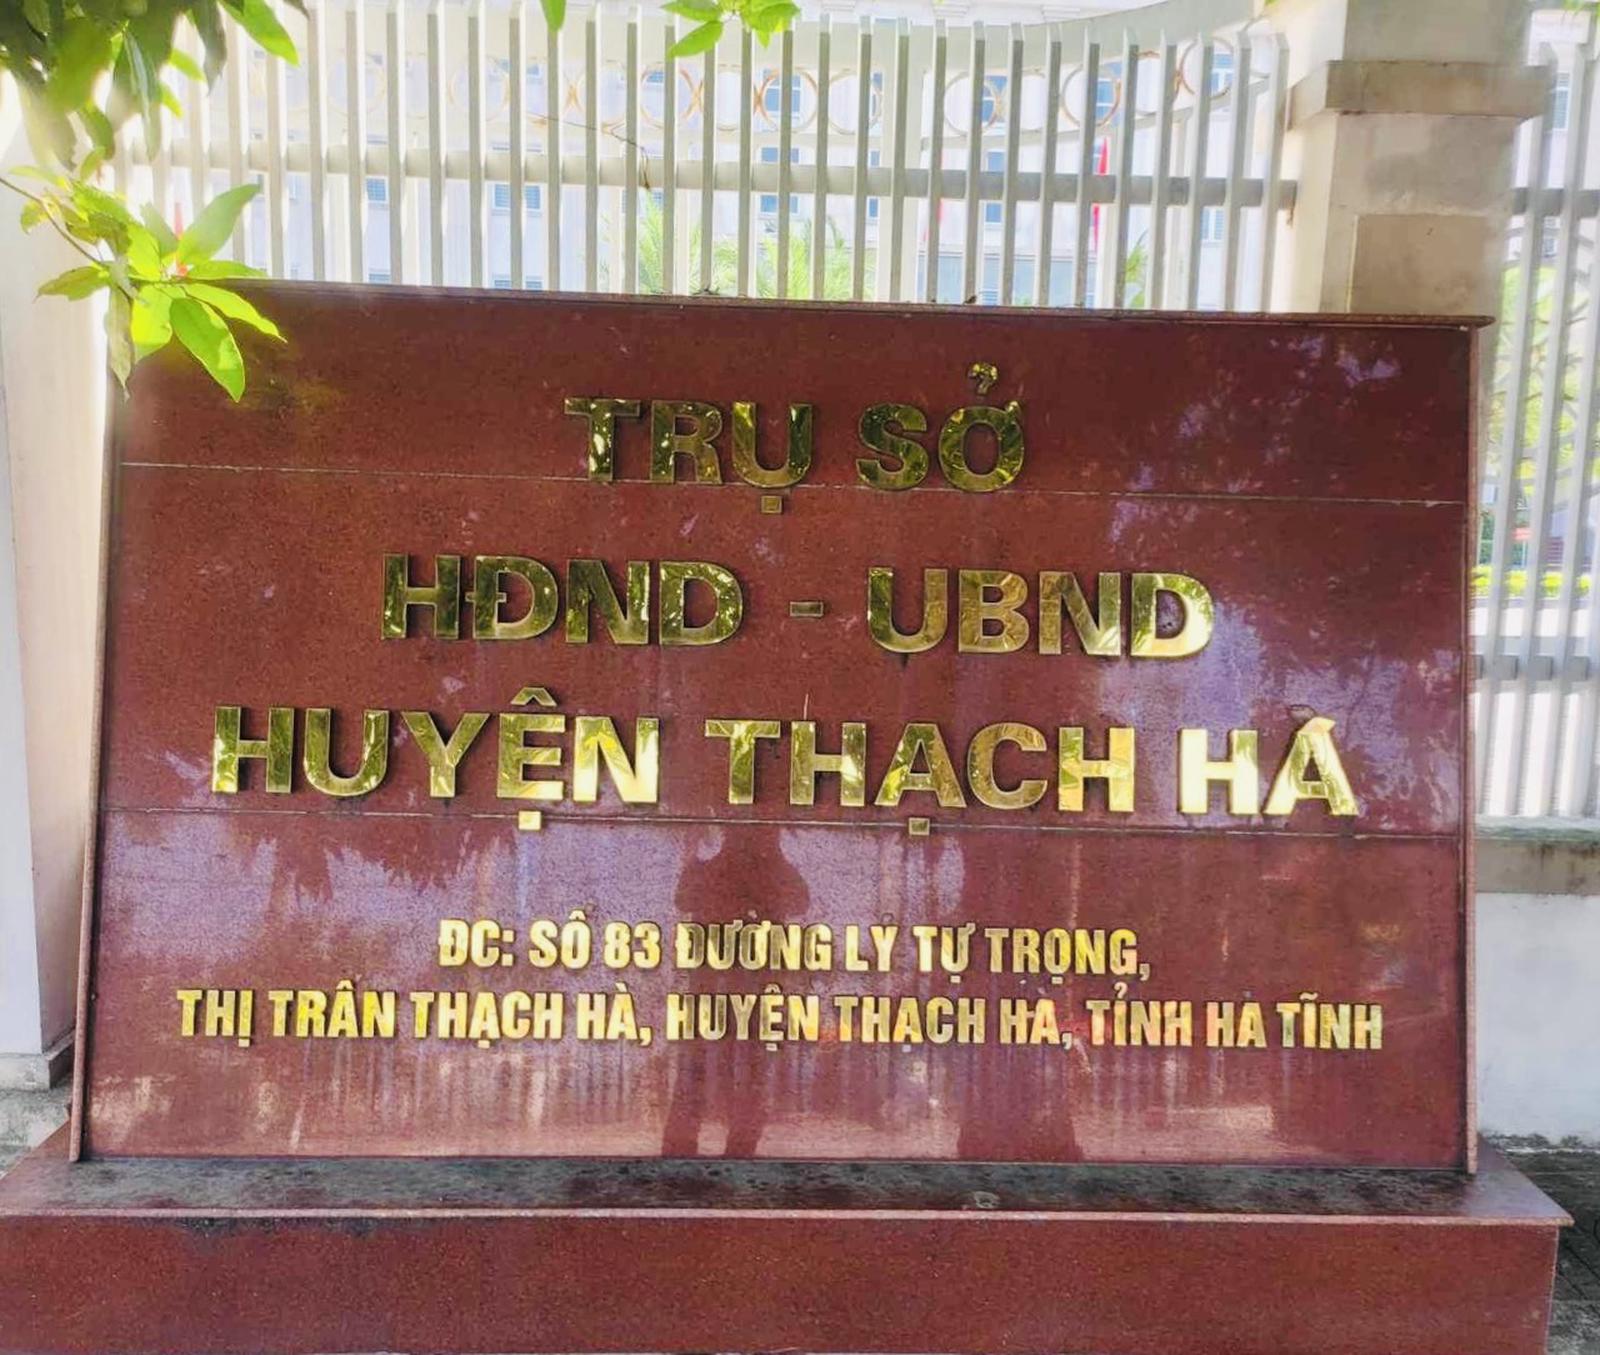 TRỤ SỞ
HĐND - UBND
HUYỆN THẠCH HÀ
ĐC: SỐ 83 ĐƯỜNG LÝ TỰ TRỌNG,
THỊ TRẤN THẠCH HÀ, HUYỆN THẠCH HÀ, TỈNH HÀ TĨNH